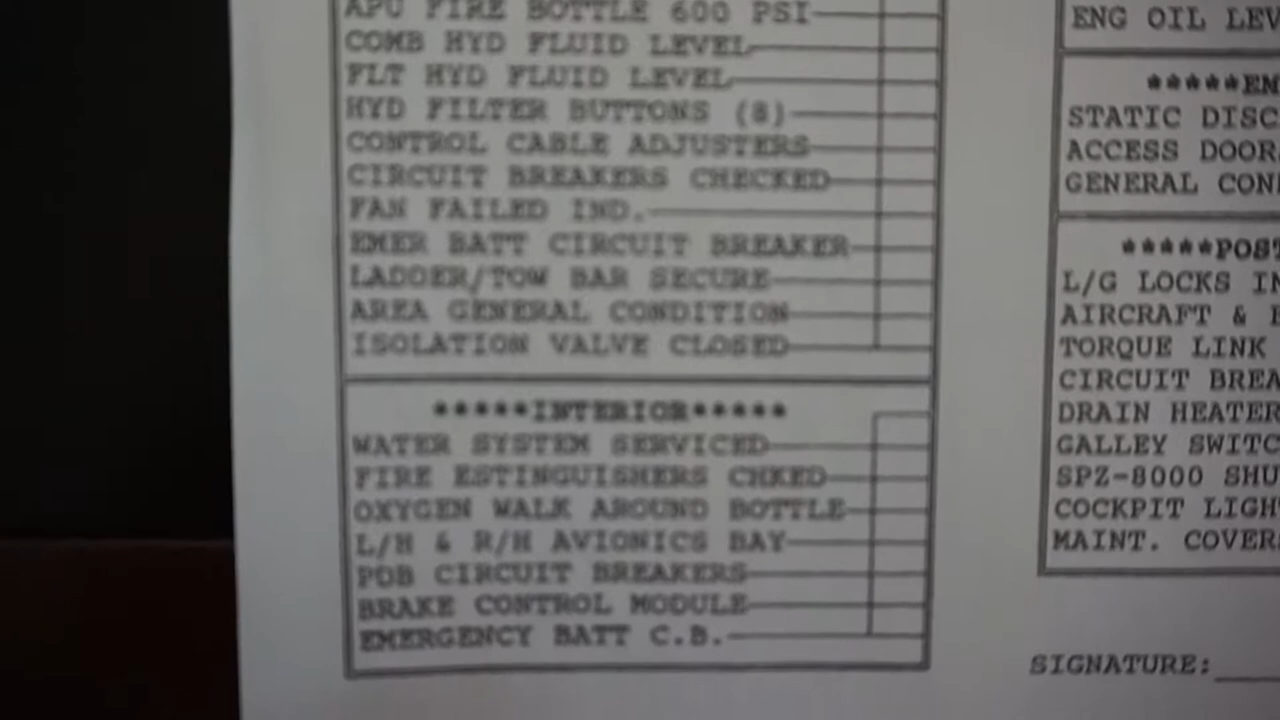 APU FIRE BOTTLE 600 PSI
COMB HYD FLUID LEVEL
FLT HYD FLUID LEVEL
HYD FILTER BUTTONS (8)
CONTROL CABLE ADJUSTERS
CIRCUIT BREAKERS CHECKED
FAN FAILED IND.
EMER BATT CIRCUIT BREAKER
LADDER/TOW BAR SECURE
AREA GENERAL CONDITION
ISOLATION VALVE CLOSED
*****INTERIOR*****
WATER SYSTEM SERVICED
FIRE ESTINGUISHERS CHKED
OXYGEN WALK AROUND BOTTLE
L/H & R/H AVIONICS BAY
PDB CIRCUIT BREAKERS
BRAKE CONTROL MODULE
EMERGENCY BATT C.B.
ENG OIL LEV
*****EM
STATIC DISC
ACCESS DOOR
GENERAL CON
*****POST
L/G LOCKS IN
AIRCRAFT &
TORQUE LINK
CIRCUIT BREA
DRAIN HEATER
GALLEY SWITC
SPZ-8000 SHU
COCKPIT LIGH
MAINT. COVER
SIGNATURE: